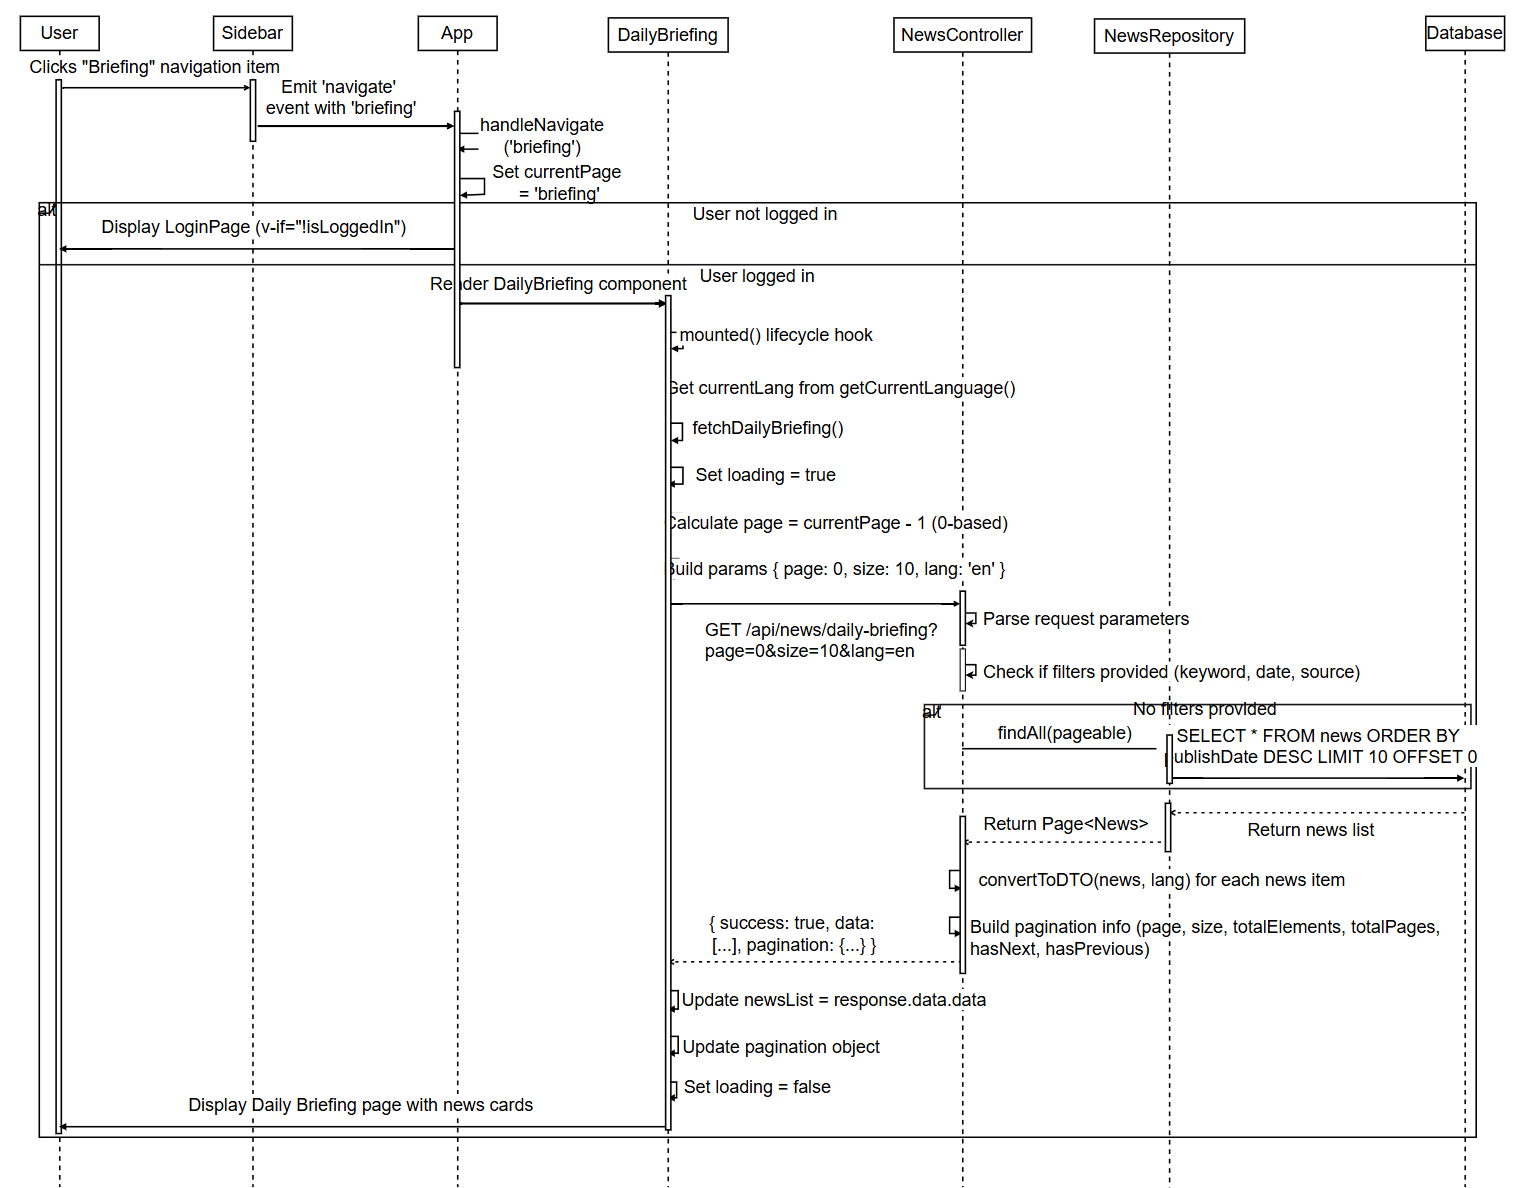 User
Sidebar
App
DailyBriefing
NewsController
NewsRepository
Database
Clicks "Briefing" navigation item
Emit 'navigate'
event with 'briefing'
handleNavigate
('briefing')
Set currentPage
= 'briefing'
alt
User not logged in
Display LoginPage (v-if="!isLoggedIn")
User logged in
Render DailyBriefing component
mounted() lifecycle hook
Get currentLang from getCurrentLanguage()
fetchDailyBriefing()
Set loading = true
Calculate page = currentPage - 1 (0-based)
Build params { page: 0, size: 10, lang: 'en' }
GET /api/news/daily-briefing?
page=0&size=10&lang=en
Parse request parameters
Check if filters provided (keyword, date, source)
alt
No filters provided
findAll(pageable)
SELECT * FROM news ORDER BY
publishDate DESC LIMIT 10 OFFSET 0
Return news list
Return Page<News>
convertToDTO(news, lang) for each news item
Build pagination info (page, size, totalElements, totalPages,
hasNext, hasPrevious)
{ success: true, data:
[...], pagination: {...} }
Update newsList = response.data.data
Update pagination object
Set loading = false
Display Daily Briefing page with news cards